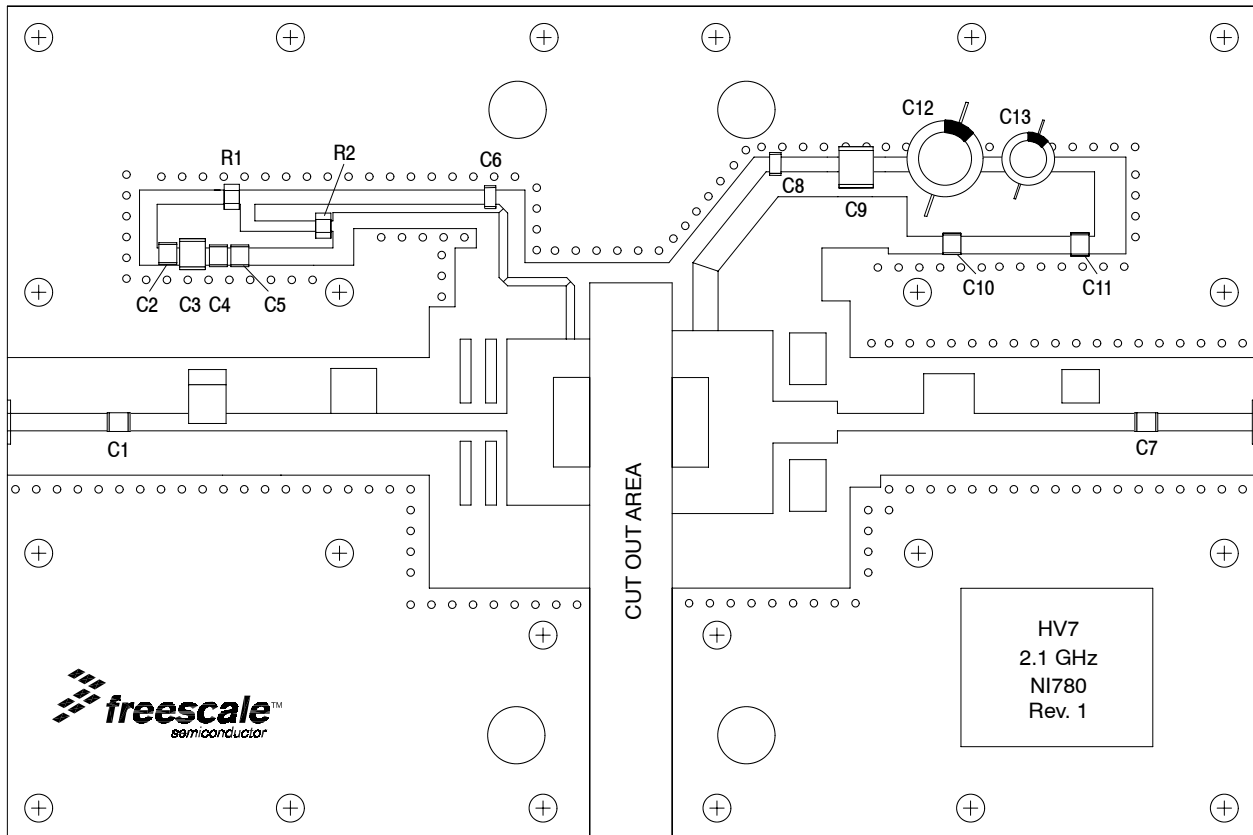 C12
C13
R1
R2
C6
C8
C9
C2
C3
C4
C5
C10
C11
C1
C7
CUT OUT AREA
HV7
2.1 GHz
NI780
Rev. 1
freescale™
semiconductor